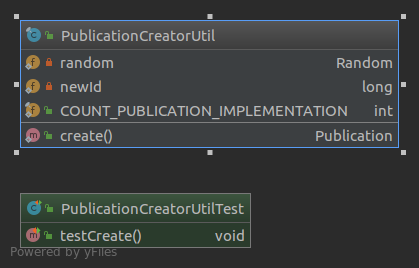 PublicationCreatorUtil
random Random
newId long
COUNT_PUBLICATION_IMPLEMENTATION int
create() Publication
PublicationCreatorUtilTest
testCreate() void
Powered by yFiles